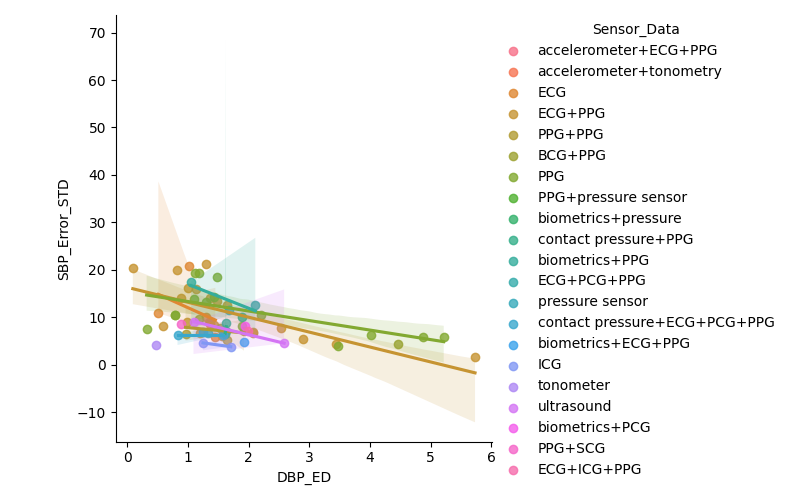 Sensor_Data
accelerometer+ECG+PPG
accelerometer+tonometry
ECG
ECG+PPG
PPG+PPG
BCG+PPG
PPG
PPG+pressure sensor
biometrics+pressure
contact pressure+PPG
biometrics+PPG
ECG+PCG+PPG
pressure sensor
contact pressure+ECG+PCG+PPG
biometrics+ECG+PPG
ICG
tonometer
ultrasound
biometrics+PCG
PPG+SCG
ECG+ICG+PPG
SBP_Error_STD
70
60
50
40
30
20
10
0
−10
0 1 2 3 4 5 6
DBP_ED